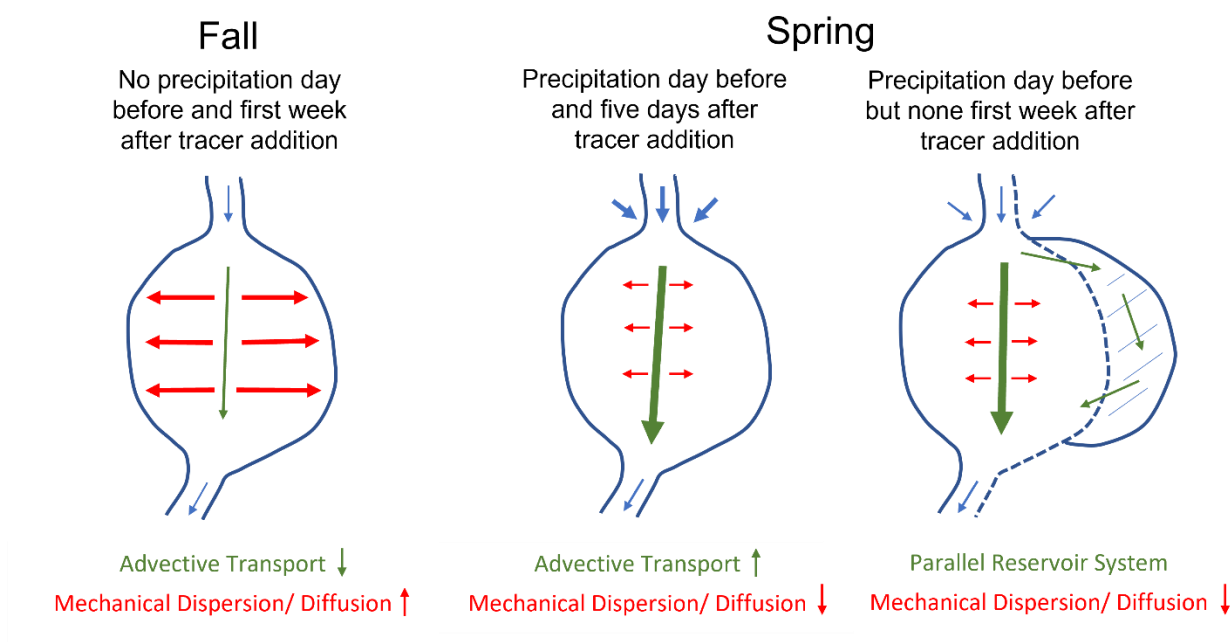 Fall
No precipitation day
before and first week
after tracer addition
Advective Transport ↓
Mechanical Dispersion/ Diffusion ↑
Spring
Precipitation day before
and five days after
tracer addition
Advective Transport ↑
Mechanical Dispersion/ Diffusion ↓
Precipitation day before
but none first week after
tracer addition
Parallel Reservoir System
Mechanical Dispersion/ Diffusion ↓